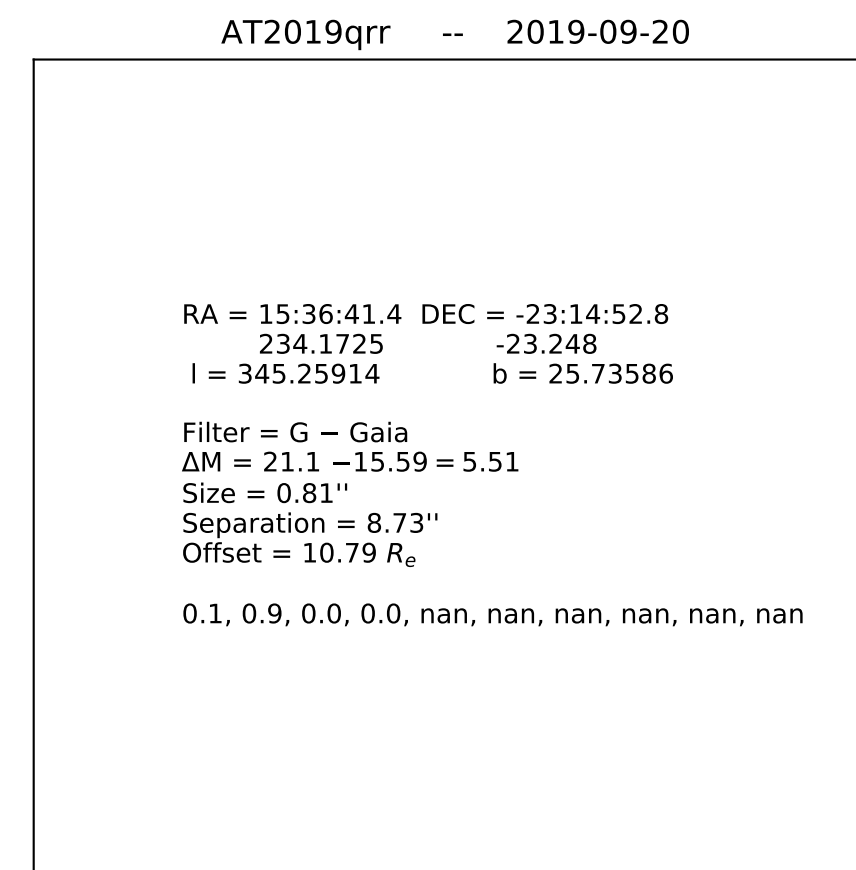 AT2019qrr -- 2019-09-20
RA = 15:36:41.4 DEC = -23:14:52.8
234.1725 -23.248
l = 345.25914 b = 25.73586
Filter = G − Gaia
ΔM = 21.1 −15.59 = 5.51
Size = 0.81''
Separation = 8.73''
Offset = 10.79 Re
0.1, 0.9, 0.0, 0.0, nan, nan, nan, nan, nan, nan